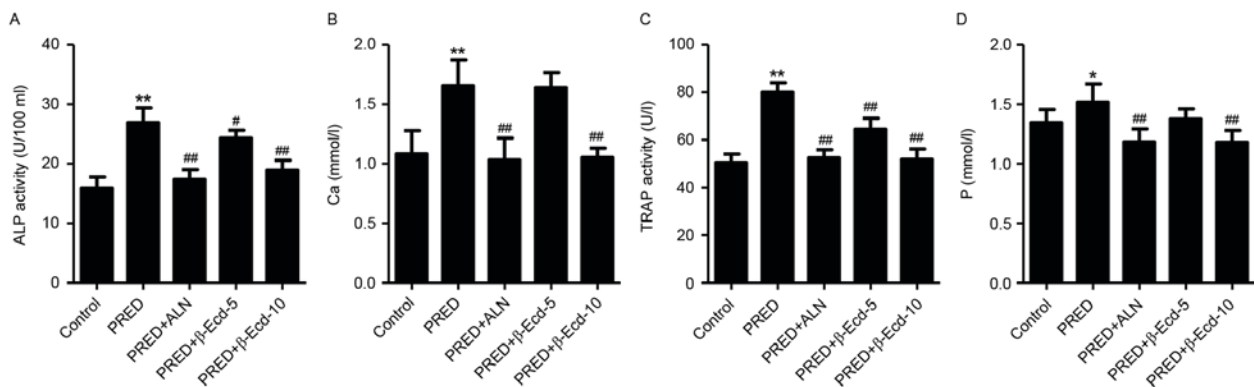 A
ALP activity (U/100 ml)
40
30
20
10
0
**
##
#
##
Control
PRED
PRED+ALN
PRED+β-Ecd-5
PRED+β-Ecd-10
B
Ca (mmol/l)
2.0
1.5
1.0
0.5
0.0
**
##
##
Control
PRED
PRED+ALN
PRED+β-Ecd-5
PRED+β-Ecd-10
C
TRAP activity (U/l)
100
80
60
40
20
0
**
##
##
##
Control
PRED
PRED+ALN
PRED+β-Ecd-5
PRED+β-Ecd-10
D
P (mmol/l)
2.0
1.5
1.0
0.5
0.0
*
##
##
Control
PRED
PRED+ALN
PRED+β-Ecd-5
PRED+β-Ecd-10